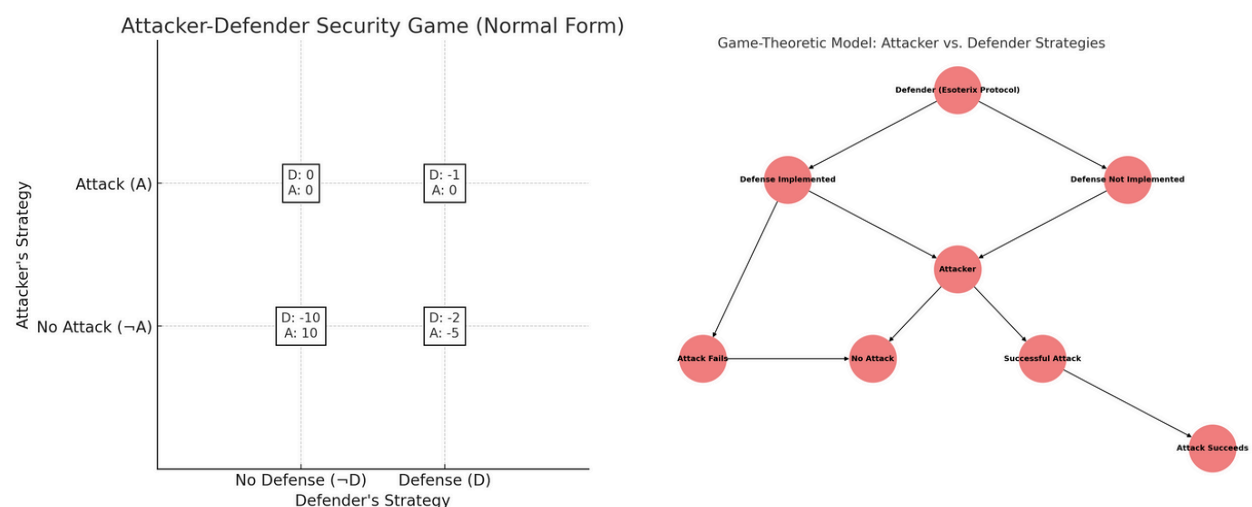 Attacker-Defender Security Game (Normal Form)
Attacker's Strategy
Attack (A)
D: 0
A: 0
D: -1
A: 0
No Attack (¬A)
D: -10
A: 10
D: -2
A: -5
No Defense (¬D)
Defense (D)
Defender's Strategy
Game-Theoretic Model: Attacker vs. Defender Strategies
Defender (Esoterix Protocol)
Defense Implemented
Defense Not Implemented
Attacker
Attack Fails
No Attack
Successful Attack
Attack Succeeds